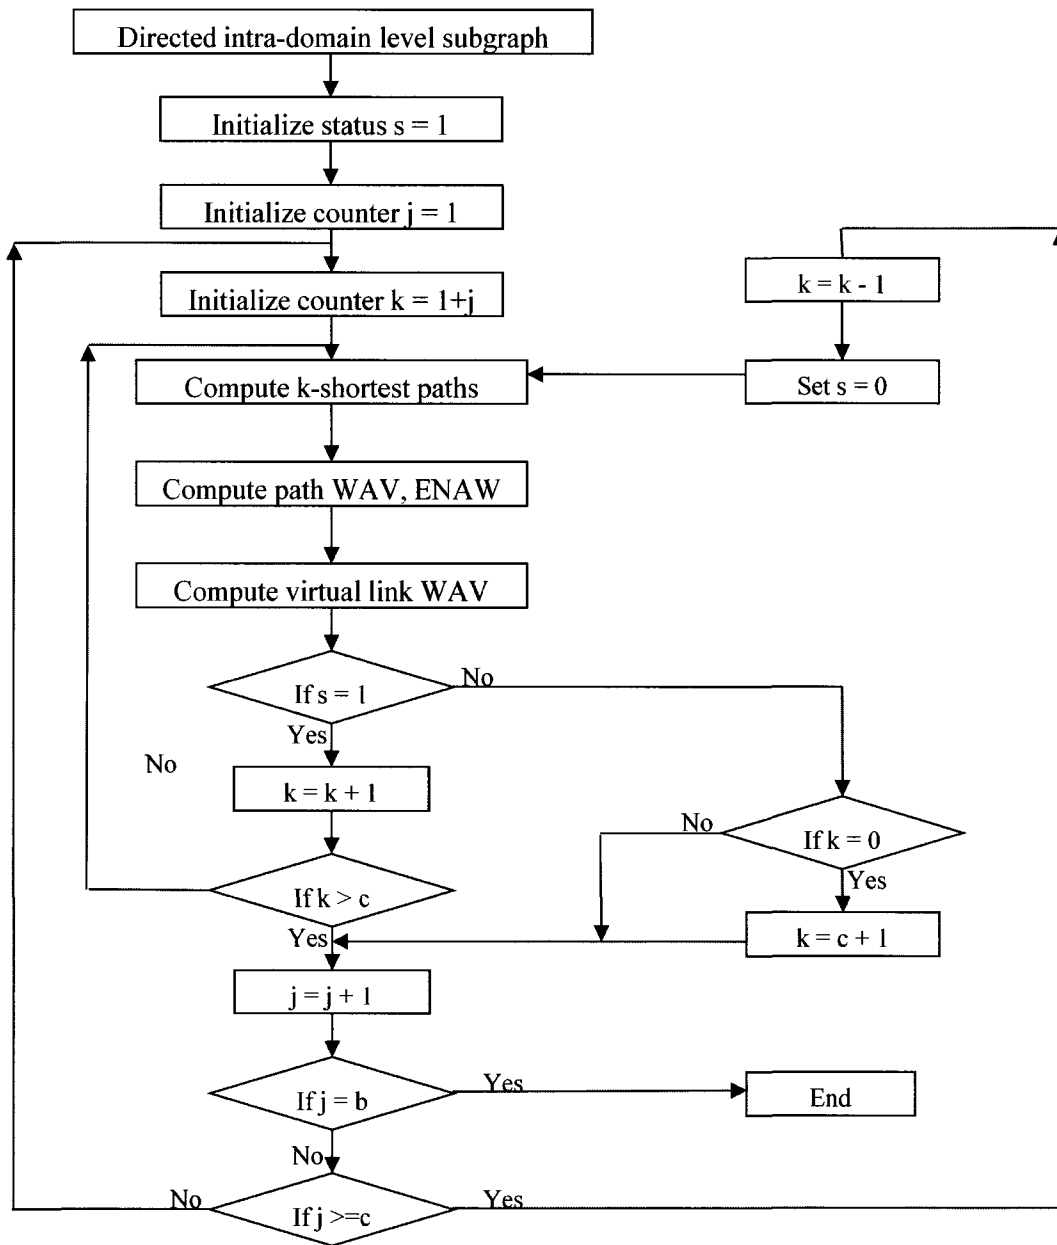 Directed intra-domain level subgraph
Initialize status s = 1
Initialize counter j = 1
Initialize counter k = 1+j
k = k - 1
Compute k-shortest paths
Set s = 0
Compute path WAV, ENAW
Compute virtual link WAV
If s = 1
No
Yes
No
k = k + 1
No
If k = 0
Yes
If k > c
Yes
k = c + 1
j = j + 1
If j = b
Yes
End
No
No
If j >=c
Yes